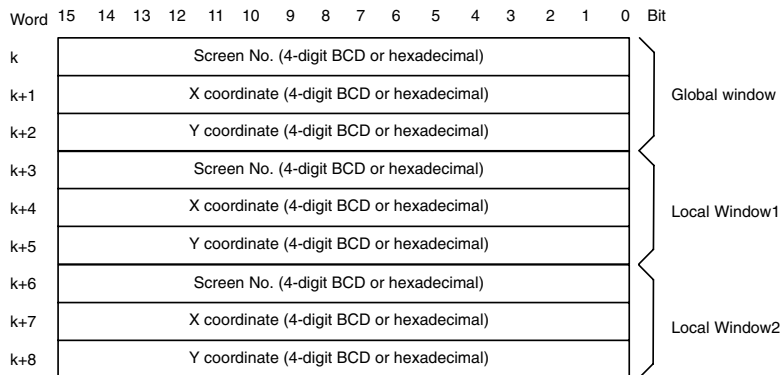 Word 15 14 13 12 11 10 9 8 7 6 5 4 3 2 1 0 Bit
k Screen No. (4-digit BCD or hexadecimal)
k+1 X coordinate (4-digit BCD or hexadecimal) Global window
k+2 Y coordinate (4-digit BCD or hexadecimal)
k+3 Screen No. (4-digit BCD or hexadecimal)
k+4 X coordinate (4-digit BCD or hexadecimal) Local Window1
k+5 Y coordinate (4-digit BCD or hexadecimal)
k+6 Screen No. (4-digit BCD or hexadecimal)
k+7 X coordinate (4-digit BCD or hexadecimal) Local Window2
k+8 Y coordinate (4-digit BCD or hexadecimal)